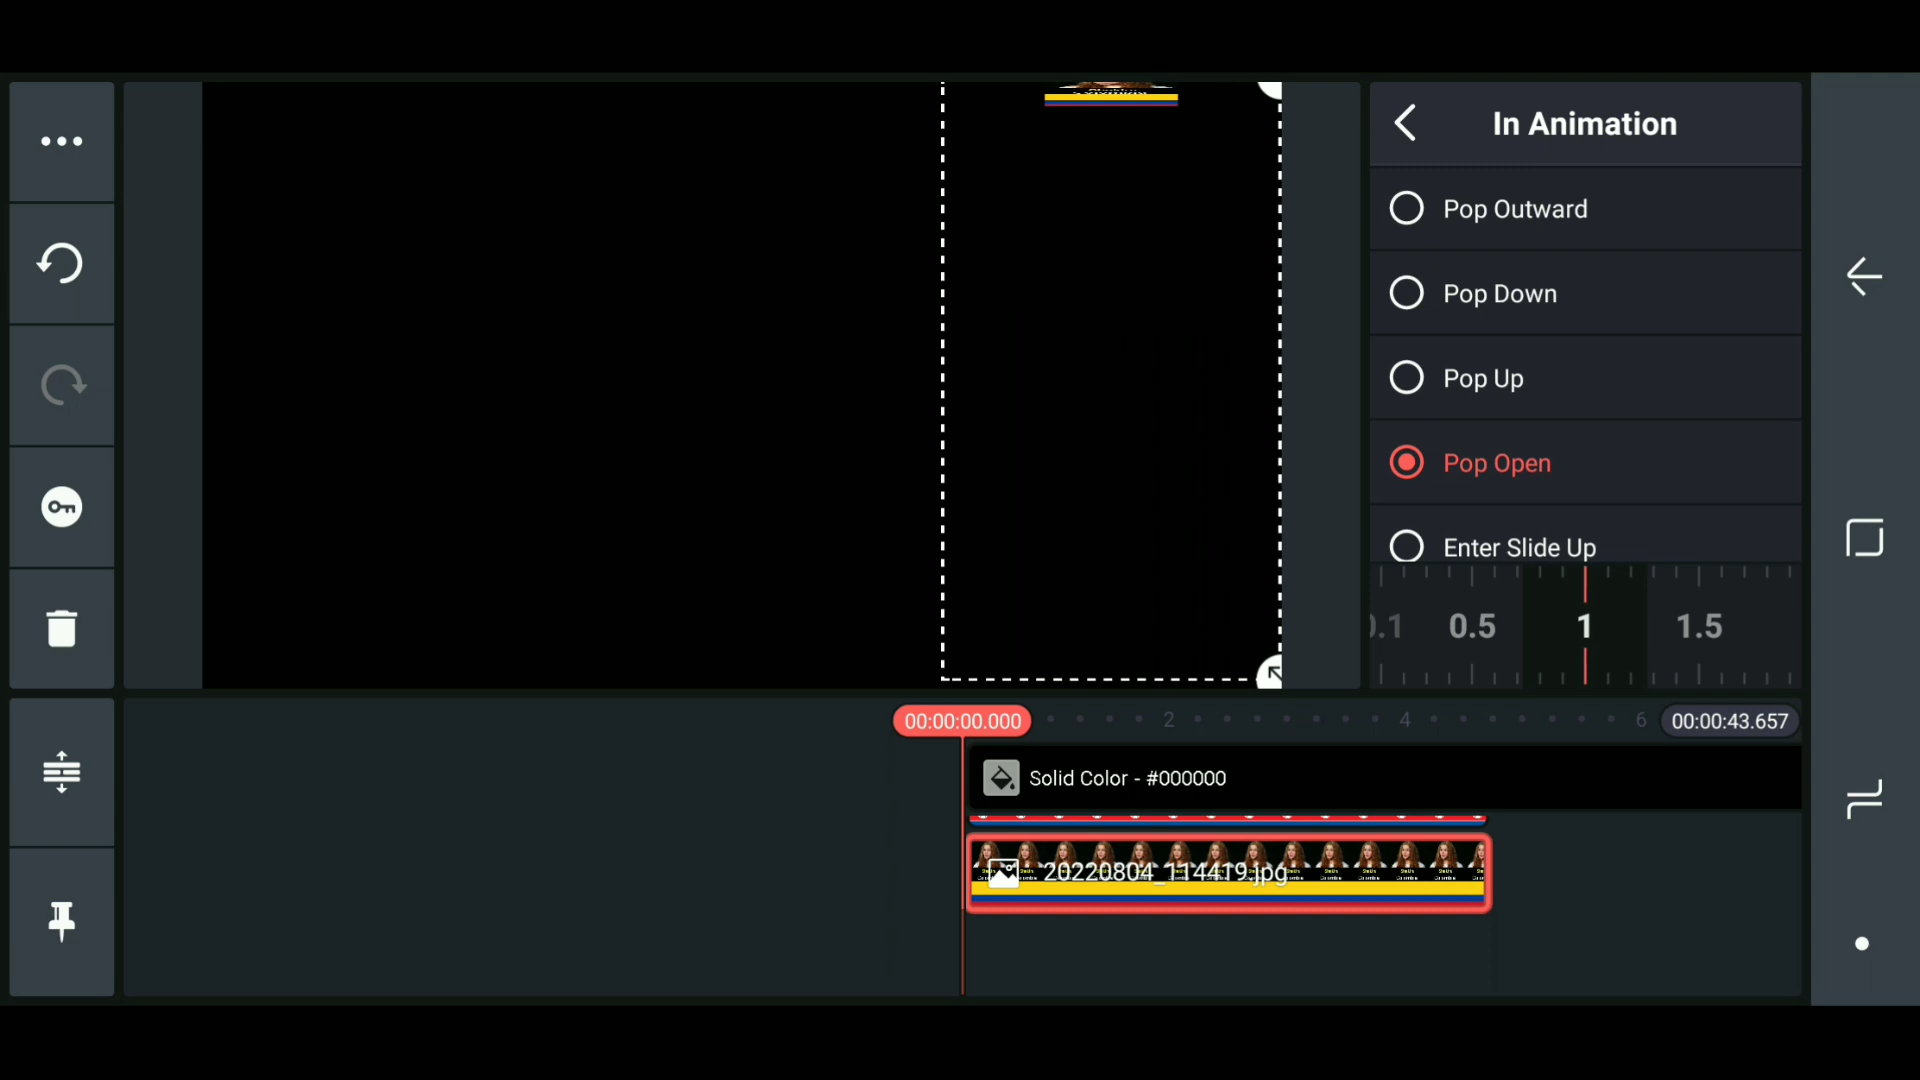 In Animation
Pop Outward
Pop Down
Pop Up
Pop Open
Enter Slide Up
0.5
1
1.5
00:00:00.000
2
4
6
00:00:43.657
Solid Color - #000000
20220804_114419.jpg